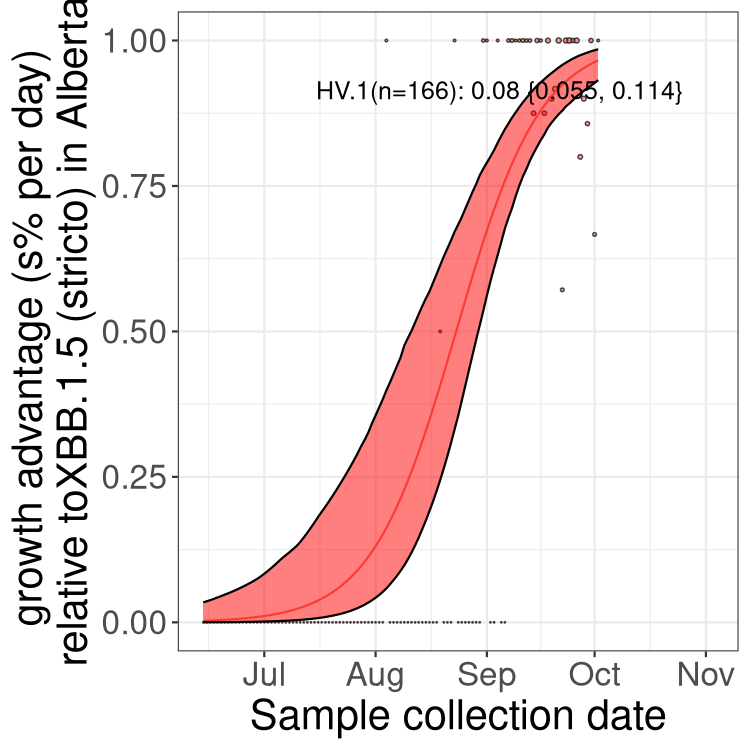 growth advantage (s% per day)
relative toXBB.1.5 (stricto) in Alberta
1.00
HV.1(n=166): 0.08 {0.055, 0.114}
0.75
0.50
0.25
0.00
Jul Aug Sep Oct Nov
Sample collection date